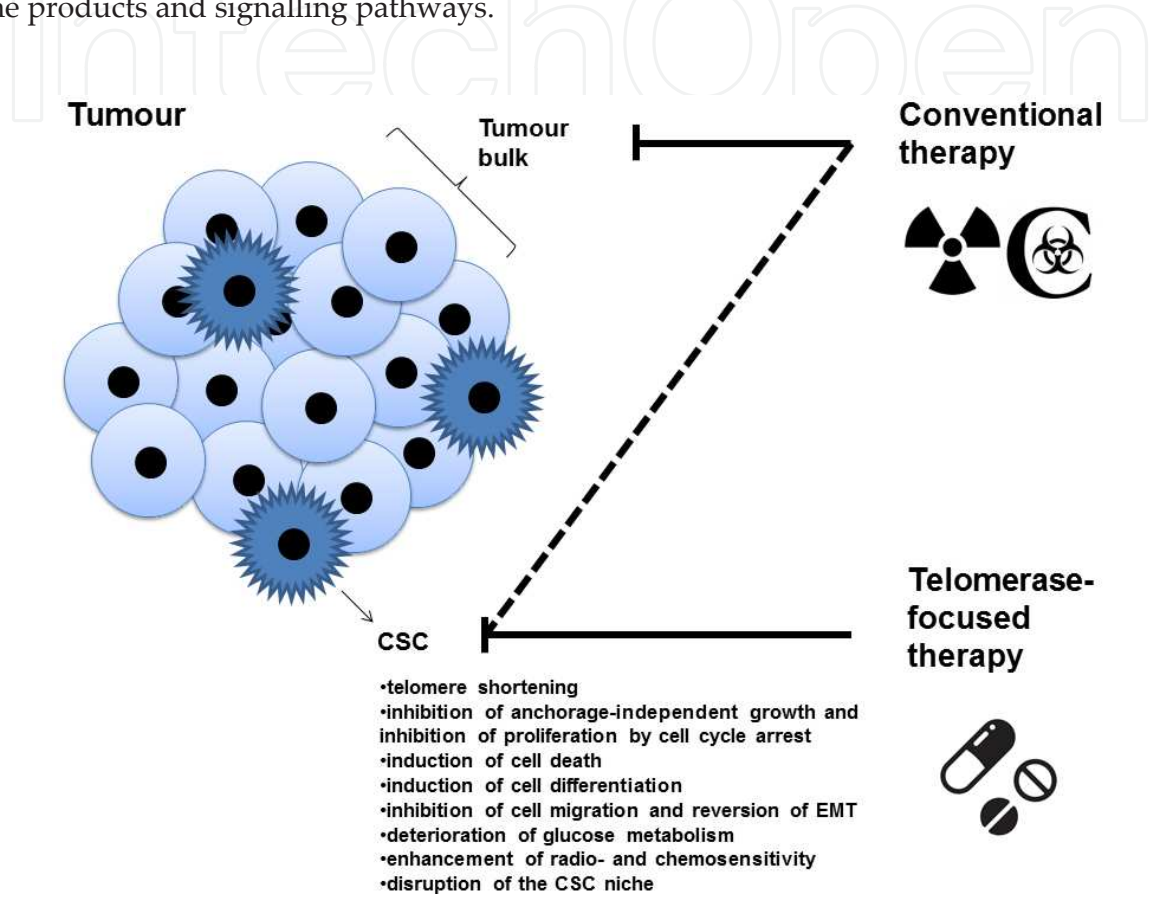 ne products and signalling pathways.
IntechOpen
Tumour
Tumour
bulk
Conventional
therapy
C
Telomerase-
focused
therapy
CSC
•telomere shortening
•inhibition of anchorage-independent growth and
inhibition of proliferation by cell cycle arrest
•induction of cell death
•induction of cell differentiation
•inhibition of cell migration and reversion of EMT
•deterioration of glucose metabolism
•enhancement of radio- and chemosensitivity
•disruption of the CSC niche